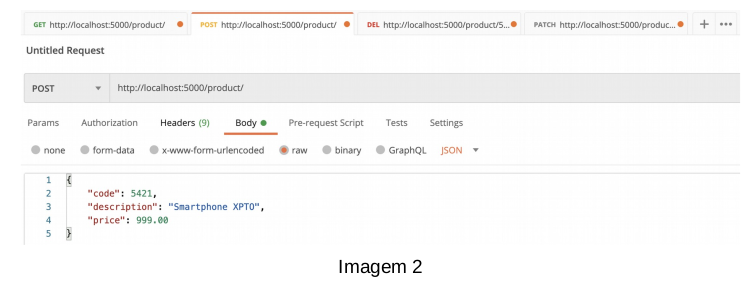 GET http://localhost:5000/product/ POST http://localhost:5000/product/ DEL http://localhost:5000/product/5... PATCH http://localhost:5000/produc... + •••
Untitled Request
POST http://localhost:5000/product/
Params Authorization Headers (9) Body Pre-request Script Tests Settings
none form-data x-www-form-urlencoded raw binary GraphQL JSON
1 {
2 "code": 5421,
3 "description": "Smartphone XPTO",
4 "price": 999.00
5 }
Imagem 2